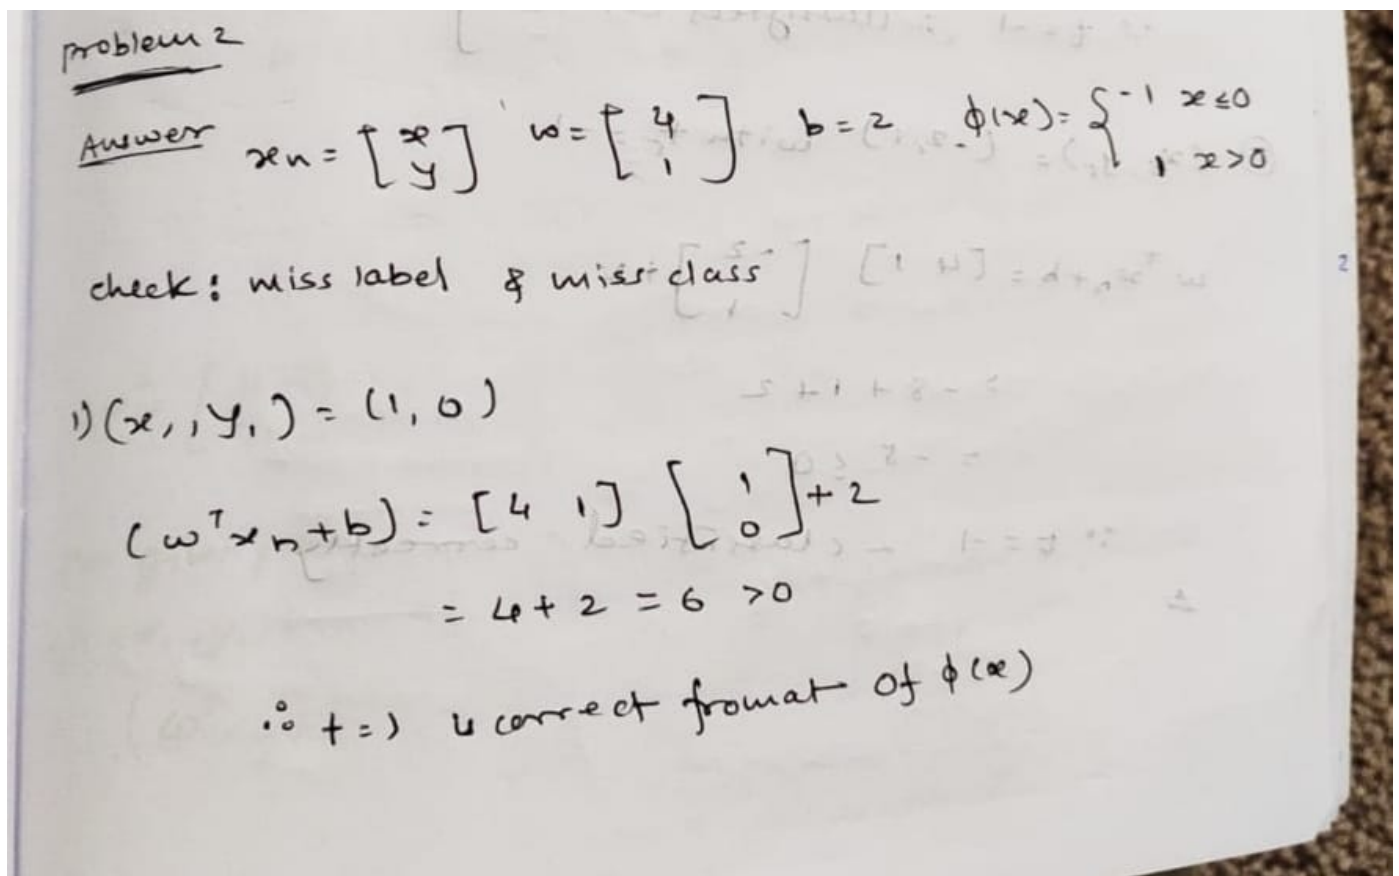 problem 2
Answer xn = [x y] w = [4 1] b = 2 ϕ(x) = { -1 x≤0
1 x>0
check: miss label & miss class
2
1) (x1, y1) = (1, 0)
(wᵀxn+b) = [4 1] [1 0] + 2
= 4 + 2 = 6 >0
∴ t=1 is correct fromat of ϕ(x)